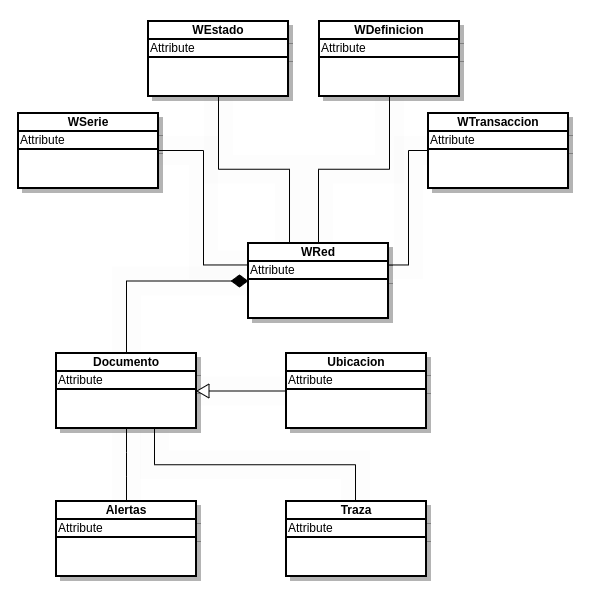 WEstado
Attribute
WDefinicion
Attribute
WSerie
Attribute
WTransaccion
Attribute
WRed
Attribute
Documento
Attribute
Ubicacion
Attribute
Alertas
Attribute
Traza
Attribute